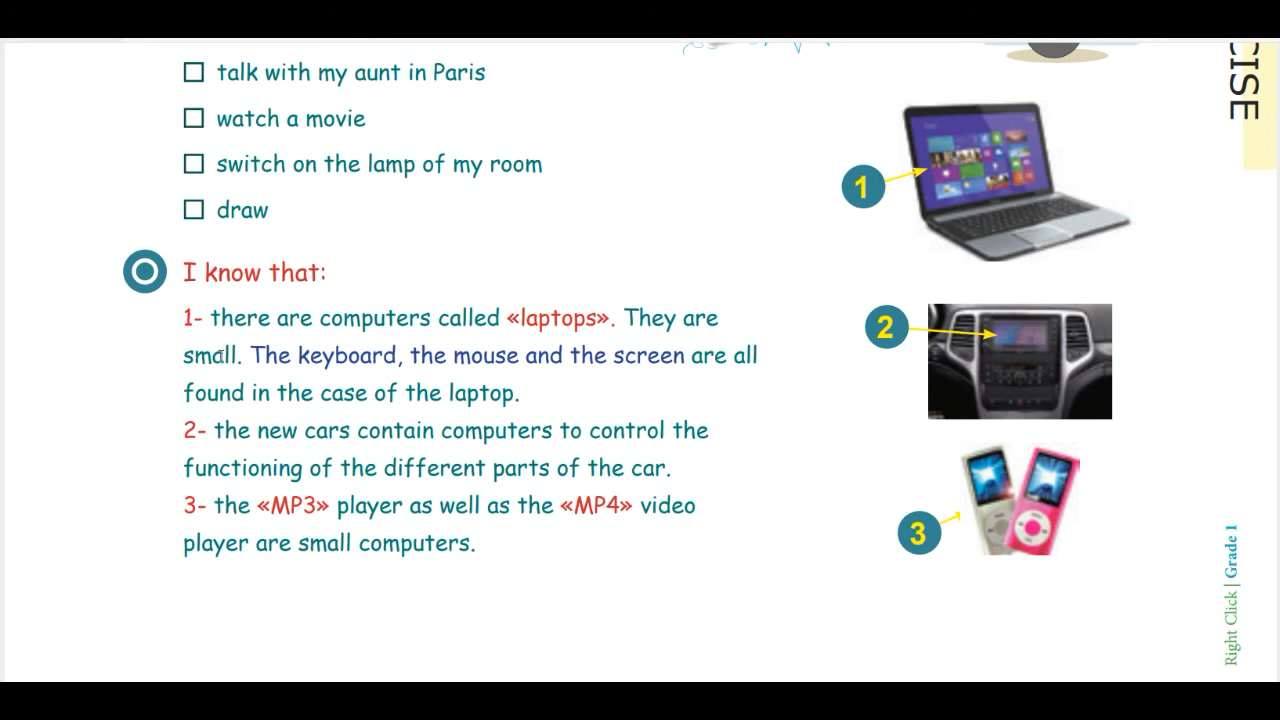 talk with my aunt in Paris
watch a movie
switch on the lamp of my room
draw
I know that:
1- there are computers called «laptops». They are
small. The keyboard, the mouse and the screen are all
found in the case of the laptop.
2- the new cars contain computers to control the
functioning of the different parts of the car.
3- the «MP3» player as well as the «MP4» video
player are small computers.
1
2
3
CISE
Right Click | Grade 1